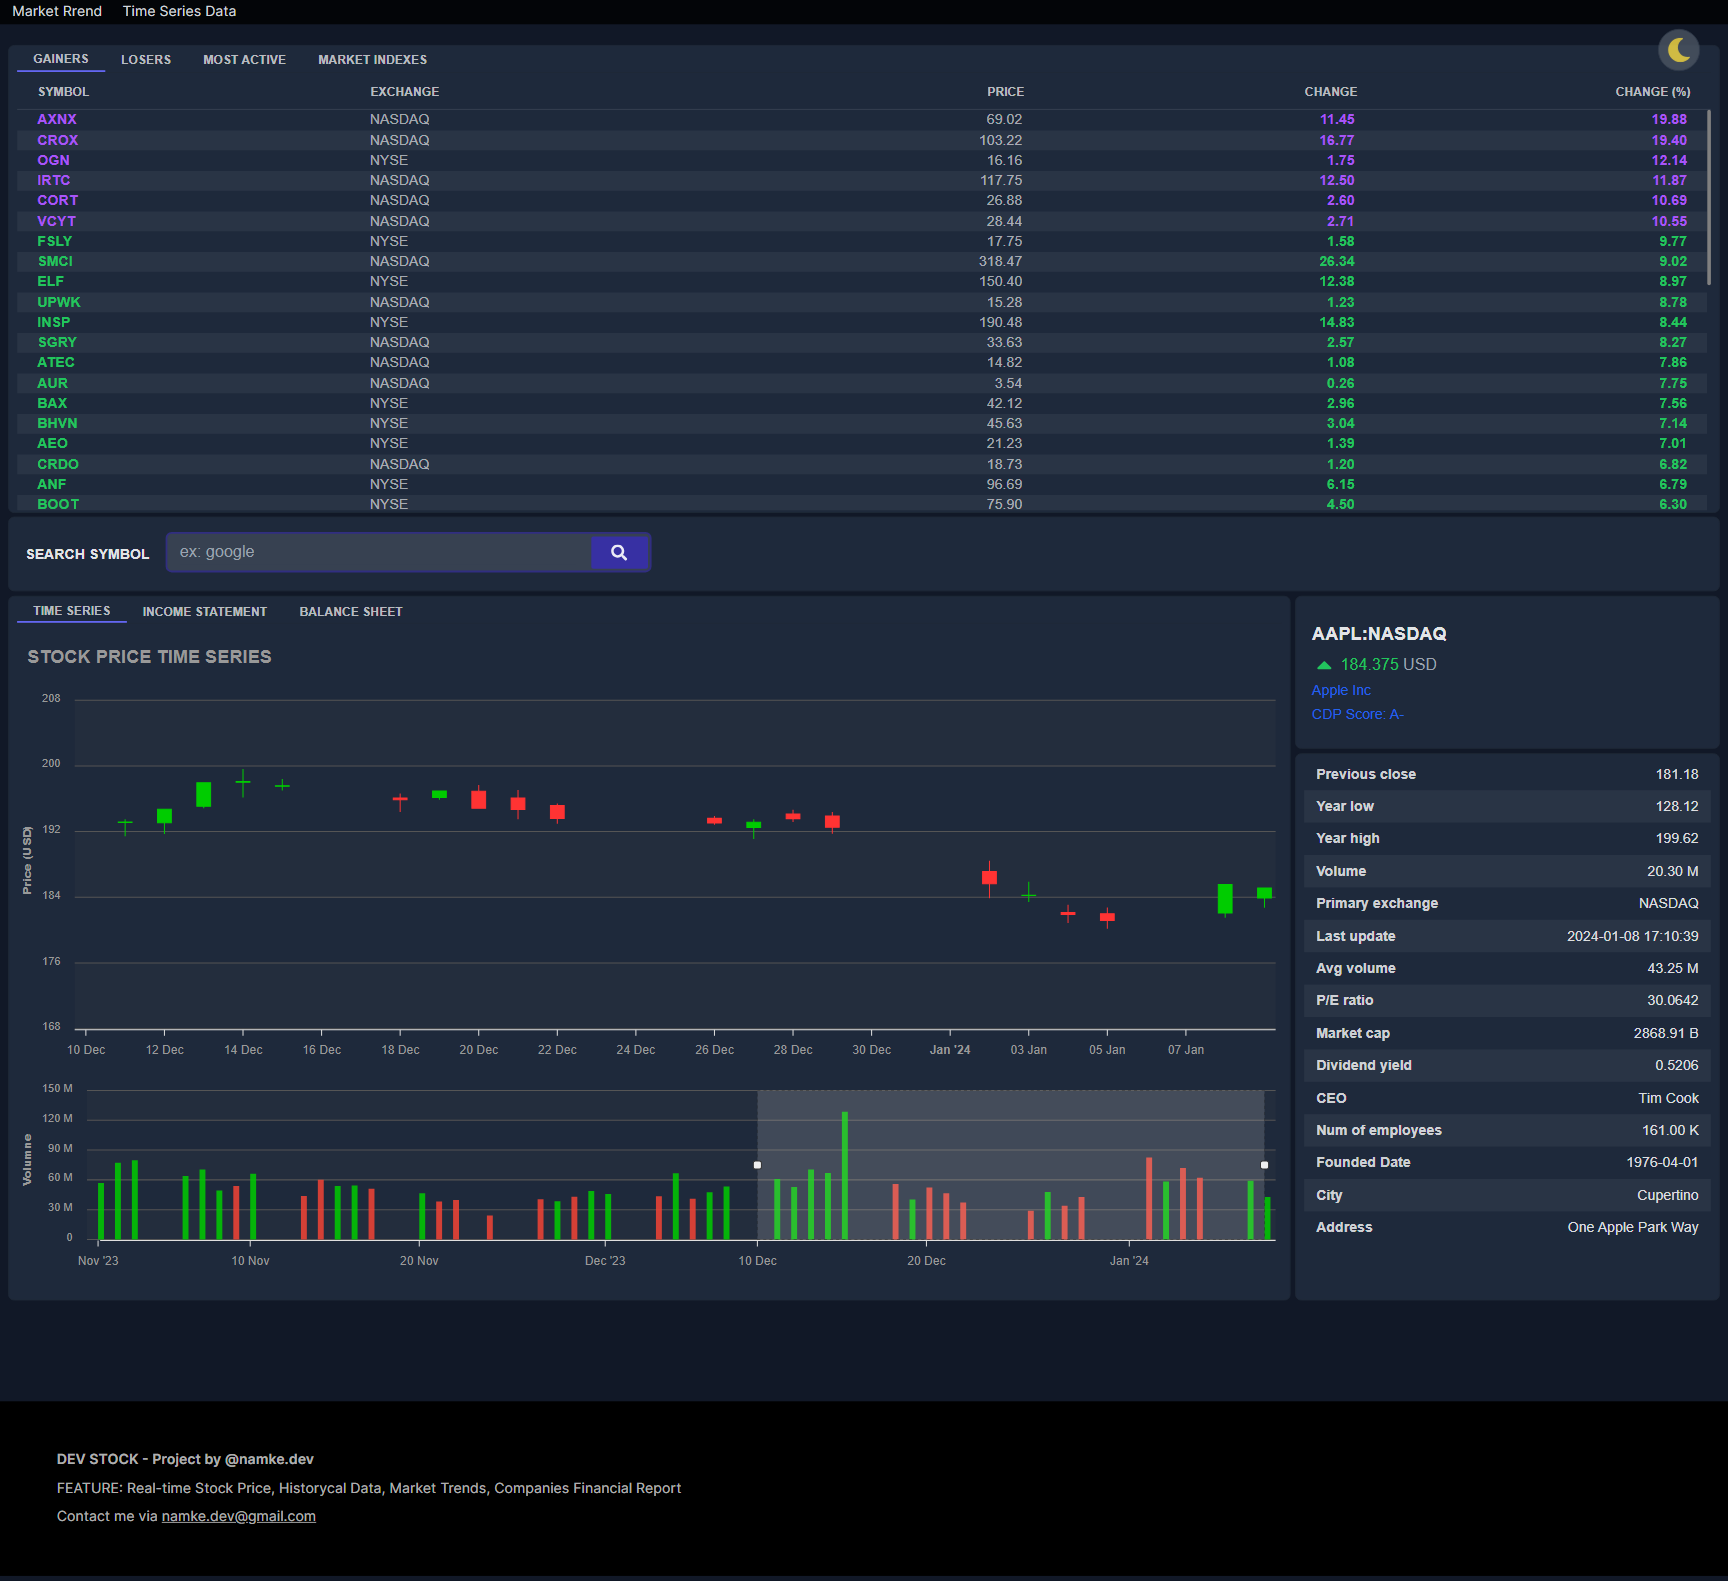 Market Rrend Time Series Data
GAINERS LOSERS MOST ACTIVE MARKET INDEXES
SYMBOL EXCHANGE PRICE CHANGE CHANGE (%)
AXNX NASDAQ 69.02 11.45 19.88
CROX NASDAQ 103.22 16.77 19.40
OGN NYSE 16.16 1.75 12.14
IRTC NASDAQ 117.75 12.50 11.87
CORT NASDAQ 26.88 2.60 10.69
VCYT NASDAQ 28.44 2.71 10.55
FSLY NYSE 17.75 1.58 9.77
SMCI NASDAQ 318.47 26.34 9.02
ELF NYSE 150.40 12.38 8.97
UPWK NASDAQ 15.28 1.23 8.78
INSP NYSE 190.48 14.83 8.44
SGRY NASDAQ 33.63 2.57 8.27
ATEC NASDAQ 14.82 1.08 7.86
AUR NASDAQ 3.54 0.26 7.75
BAX NYSE 42.12 2.96 7.56
BHVN NYSE 45.63 3.04 7.14
AEO NYSE 21.23 1.39 7.01
CRDO NASDAQ 18.73 1.20 6.82
ANF NYSE 96.69 6.15 6.79
BOOT NYSE 75.90 4.50 6.30
SEARCH SYMBOL ex: google
TIME SERIES INCOME STATEMENT BALANCE SHEET
STOCK PRICE TIME SERIES
208
200
192
184
176
168
Price (USD)
10 Dec 12 Dec 14 Dec 16 Dec 18 Dec 20 Dec 22 Dec 24 Dec 26 Dec 28 Dec 30 Dec Jan '24 03 Jan 05 Jan 07 Jan
150 M
120 M
90 M
60 M
30 M
0
Volumne
Nov '23 10 Nov 20 Nov Dec '23 10 Dec 20 Dec Jan '24
AAPL:NASDAQ
184.375 USD
Apple Inc
CDP Score: A-
Previous close 181.18
Year low 128.12
Year high 199.62
Volume 20.30 M
Primary exchange NASDAQ
Last update 2024-01-08 17:10:39
Avg volume 43.25 M
P/E ratio 30.0642
Market cap 2868.91 B
Dividend yield 0.5206
CEO Tim Cook
Num of employees 161.00 K
Founded Date 1976-04-01
City Cupertino
Address One Apple Park Way
DEV STOCK - Project by @namke.dev
FEATURE: Real-time Stock Price, Historycal Data, Market Trends, Companies Financial Report
Contact me via namke.dev@gmail.com